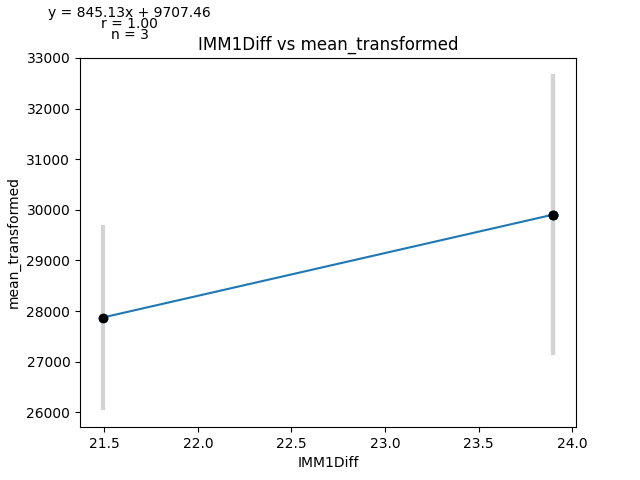 y = 845.13x + 9707.46
r = 1.00
n = 3
IMM1Diff vs mean_transformed
33000
32000
31000
30000
29000
28000
27000
26000
mean_transformed
21.5 22.0 22.5 23.0 23.5 24.0
IMM1Diff